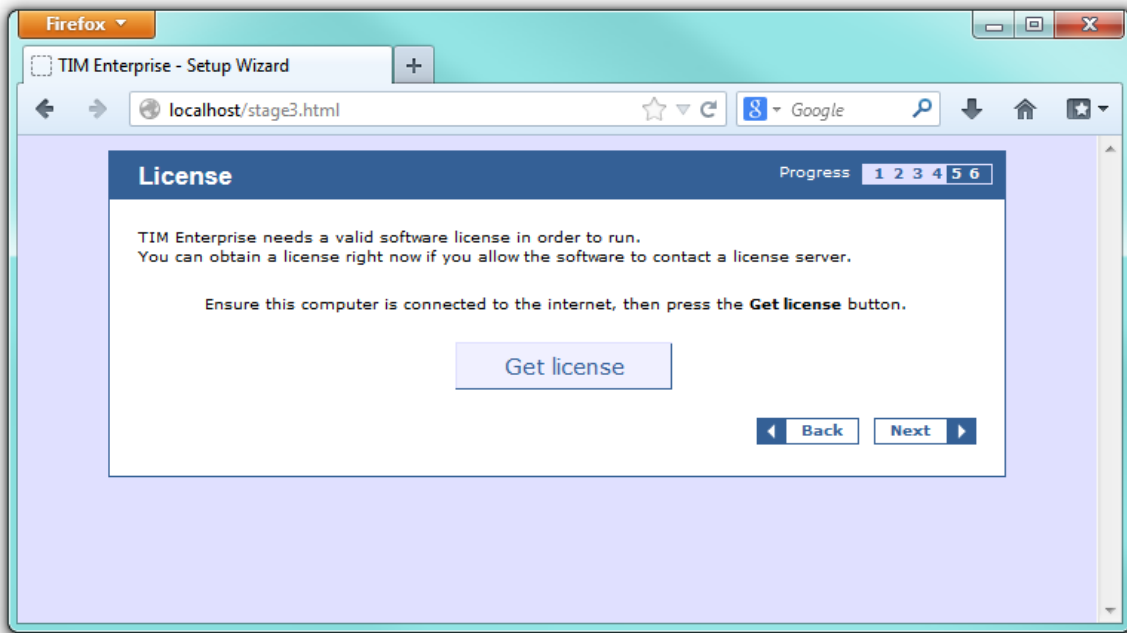 Firefox
TIM Enterprise - Setup Wizard
localhost/stage3.html
8 Google
License
Progress 1 2 3 4 5 6
TIM Enterprise needs a valid software license in order to run.
You can obtain a license right now if you allow the software to contact a license server.
Ensure this computer is connected to the internet, then press the Get license button.
Get license
Back Next